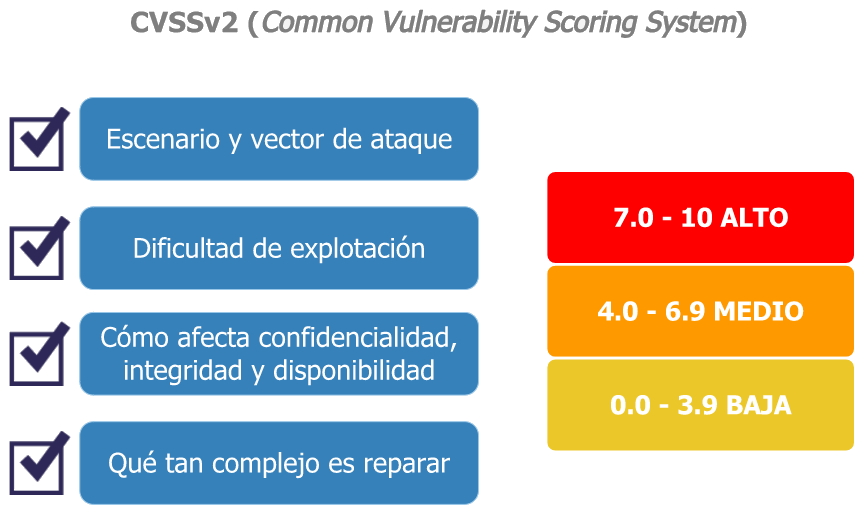 CVSSv2 (Common Vulnerability Scoring System)
Escenario y vector de ataque
Dificultad de explotación
Cómo afecta confidencialidad,
integridad y disponibilidad
Qué tan complejo es reparar
7.0 - 10 ALTO
4.0 - 6.9 MEDIO
0.0 - 3.9 BAJA